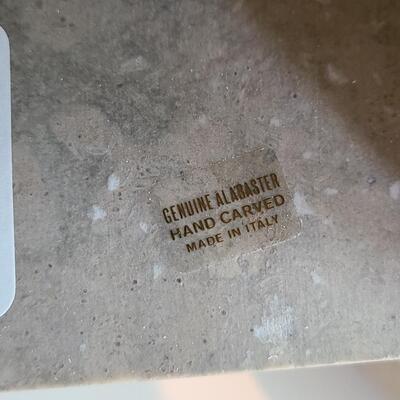 GENUINE ALABASTER
HAND CARVED
MADE IN ITALY